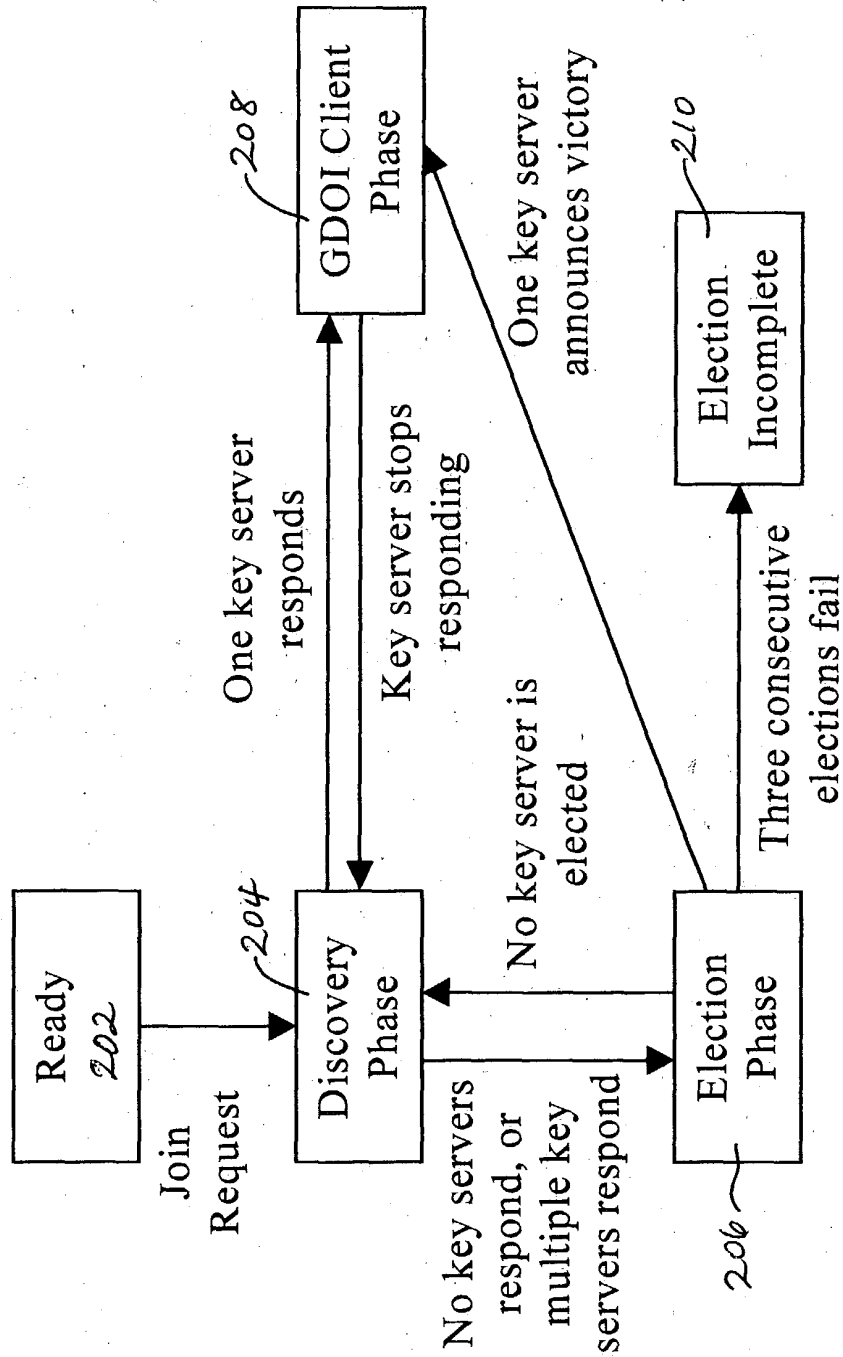 Ready
202
Join
Request
Discovery
Phase
204
One key server
responds
Key server stops
responding
GDOI Client
Phase
208
No key servers
respond, or
multiple key
servers respond
No key server is
elected
One key server
announces victory
Election
Phase
206
Three consecutive
elections fail
Election
Incomplete
210